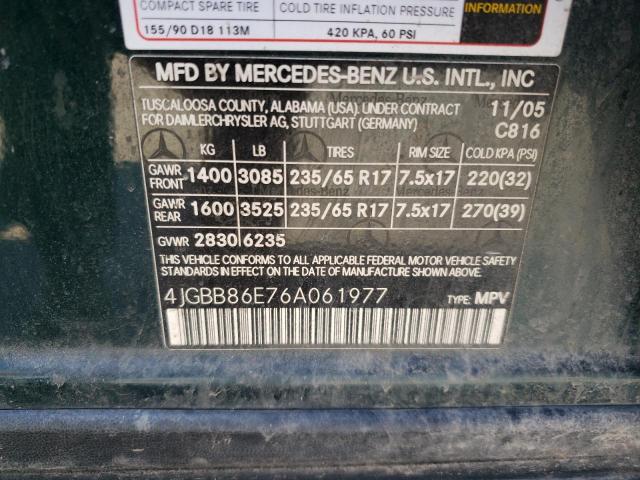 COMPACT SPARE TIRE COLD TIRE INFLATION PRESSURE INFORMATION
155/90 D18 113M 420 KPA, 60 PSI
MFD BY MERCEDES-BENZ U.S. INTL., INC
TUSCALOOSA COUNTY, ALABAMA (USA). UNDER CONTRACT 11/05
FOR DAIMLERCHRYSLER AG, STUTTGART (GERMANY) C816
KG LB TIRES RIM SIZE COLD KPA (PSI)
GAWR FRONT 1400 3085 235/65 R17 7.5x17 220(32)
GAWR REAR 1600 3525 235/65 R17 7.5x17 270(39)
GVWR 2830 6235
THIS VEHICLE CONFORMS TO ALL APPLICABLE FEDERAL MOTOR VEHICLE
SAFETY STANDARDS IN EFFECT ON THE DATE OF MANUFACTURE SHOWN ABOVE.
4JGBB86E76A061977 TYPE: MPV